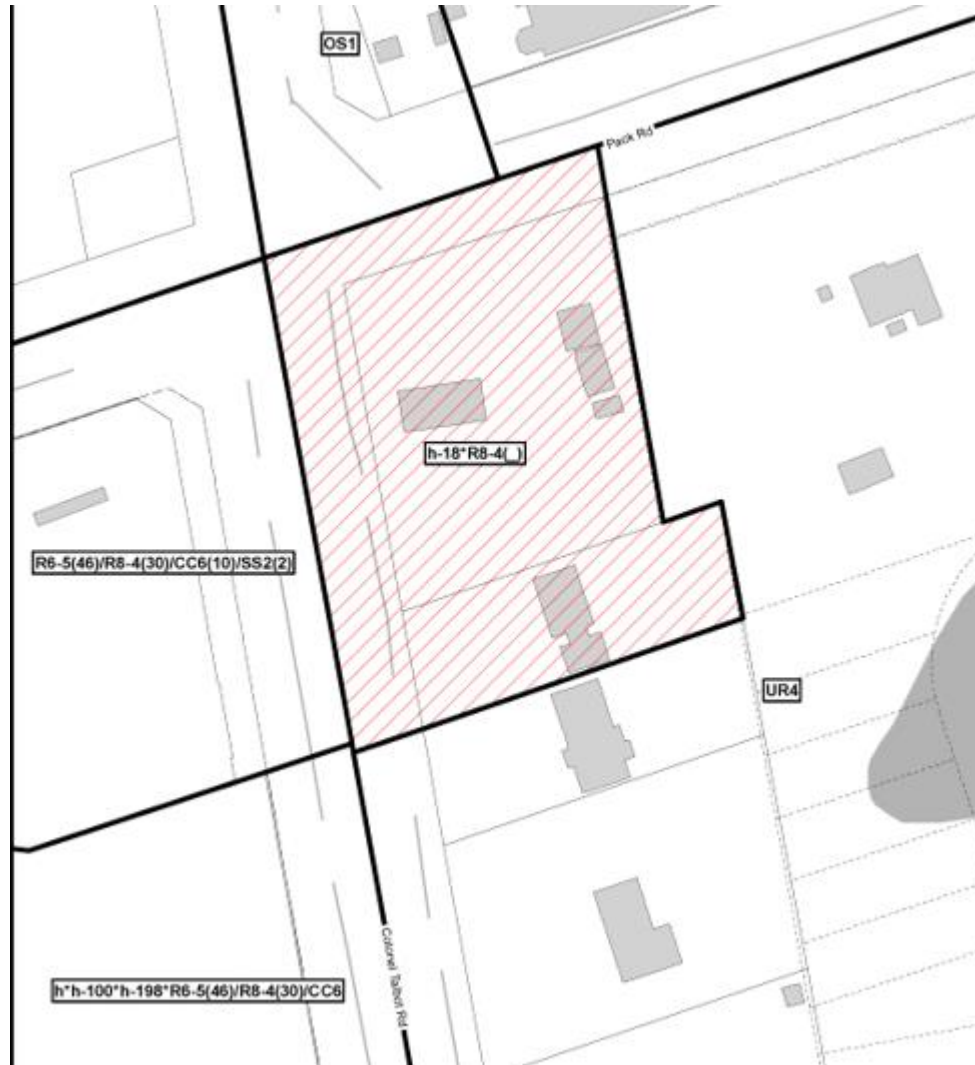 OS1
Pack Rd
h-18*R8-4(_)
R6-5(46)/R8-4(30)/CC6(10)/SS2(2)
UR4
Colonel Talbot Rd
h*h-100*h-198*R6-5(46)/R8-4(30)/CC6